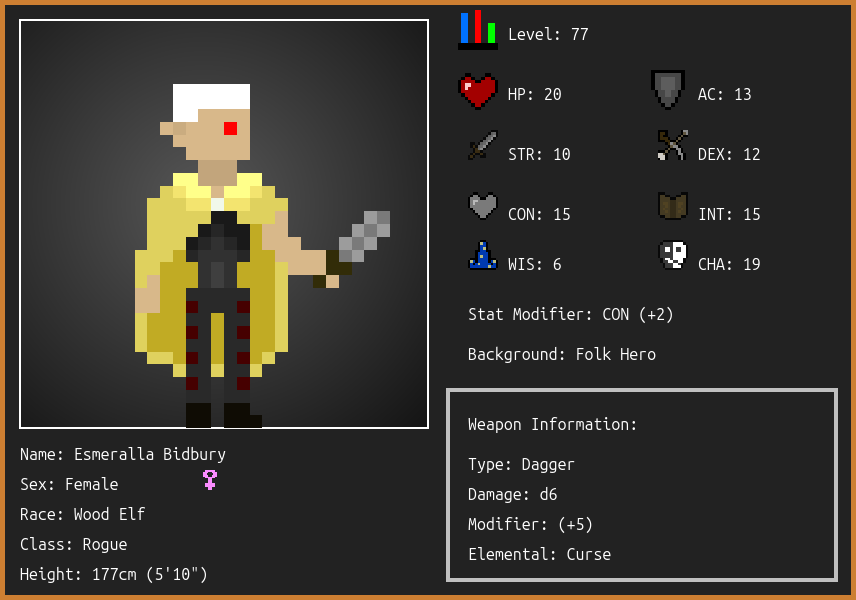 Level: 77
HP: 20
AC: 13
STR: 10
DEX: 12
CON: 15
INT: 15
WIS: 6
CHA: 19
Stat Modifier: CON (+2)
Background: Folk Hero
Weapon Information:
Type: Dagger
Damage: d6
Modifier: (+5)
Elemental: Curse
Name: Esmeralla Bidbury
Sex: Female
Race: Wood Elf
Class: Rogue
Height: 177cm (5'10")